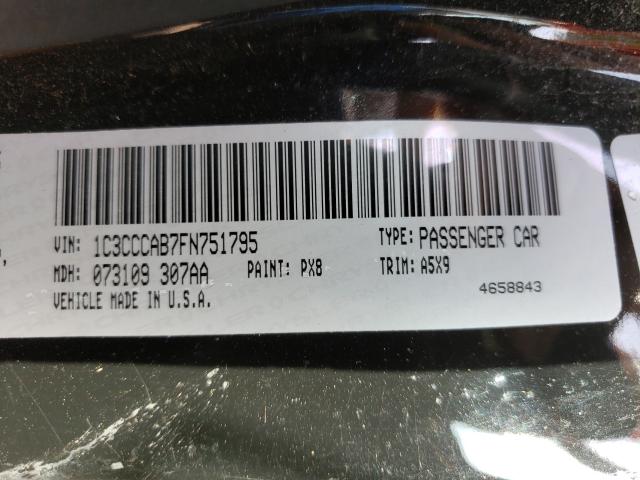 VIN: 1C3CCCAB7FN751795 TYPE: PASSENGER CAR
MDH: 073109 307AA PAINT: PX8 TRIM: A5X9
VEHICLE MADE IN U.S.A. 4658843